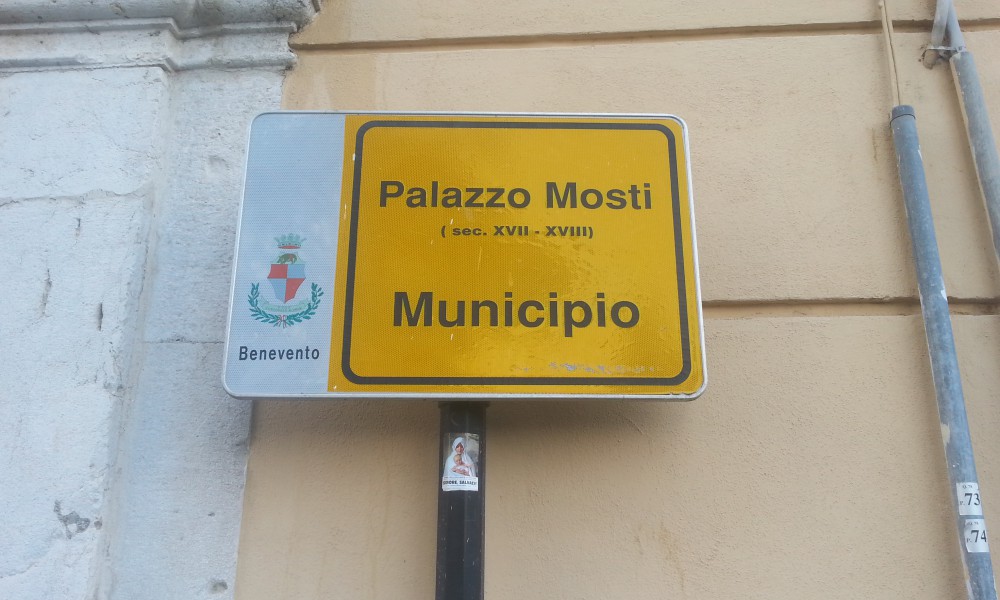 Palazzo Mosti
( sec. XVII - XVIII)
Municipio
Benevento
73
74